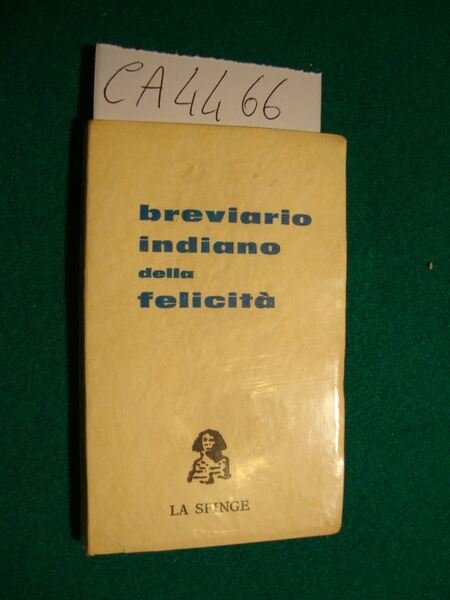 CA4466
breviario
indiano
della
felicità
LA SFINGE